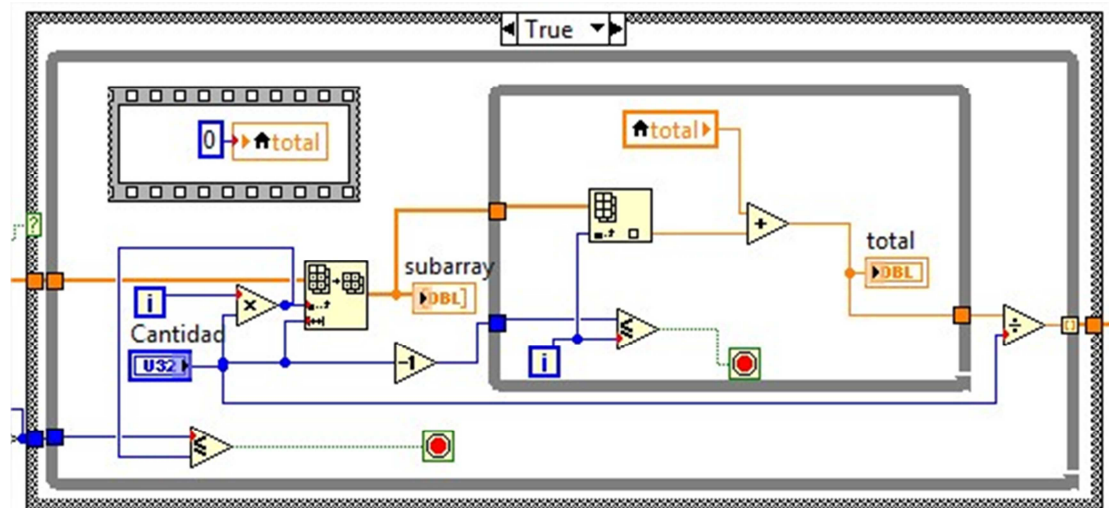 True
0
total
total
total
DBL
subarray
DBL
i
x
+
÷
Cantidad
U32
-1
≤
i
≤
?